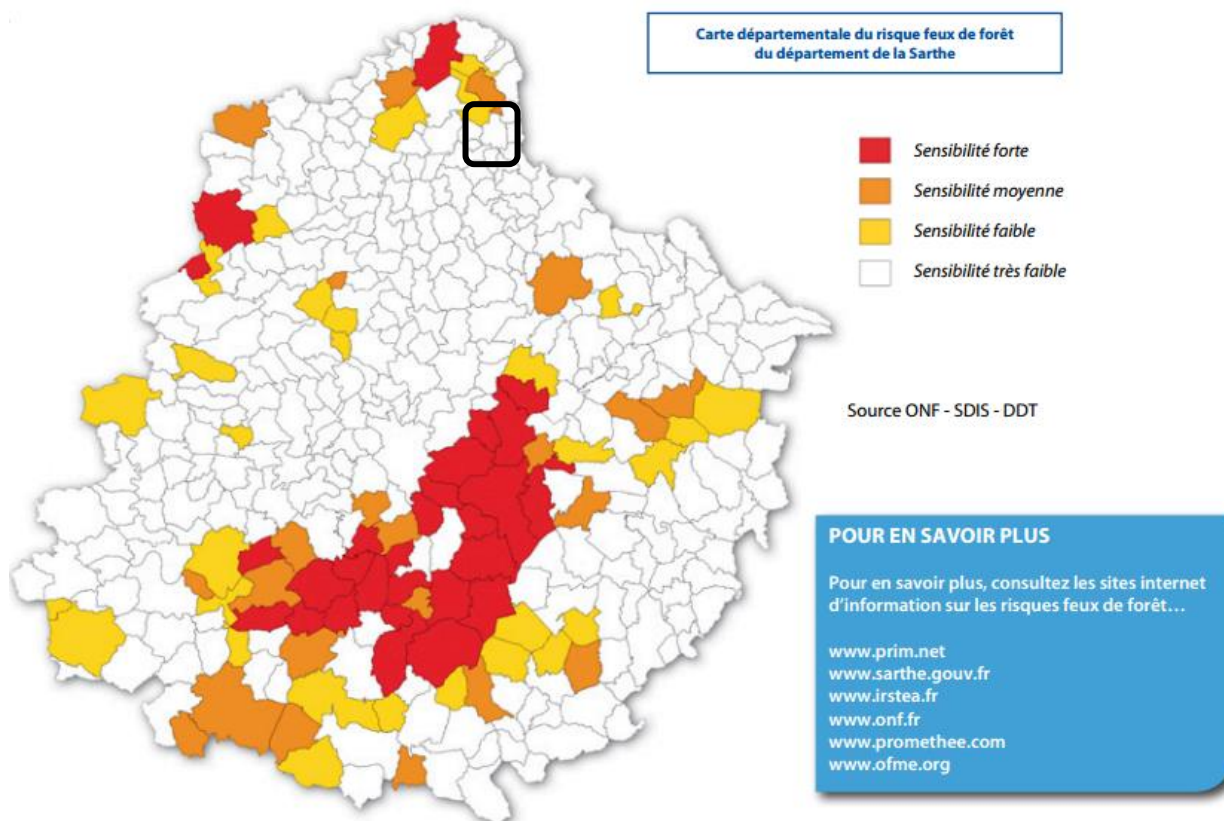 Carte départementale du risque feux de forêt
du département de la Sarthe
Sensibilité forte
Sensibilité moyenne
Sensibilité faible
Sensibilité très faible
Source ONF - SDIS - DDT
POUR EN SAVOIR PLUS
Pour en savoir plus, consultez les sites internet
d’information sur les risques feux de forêt…
www.prim.net
www.sarthe.gouv.fr
www.irstea.fr
www.onf.fr
www.promethee.com
www.ofme.org